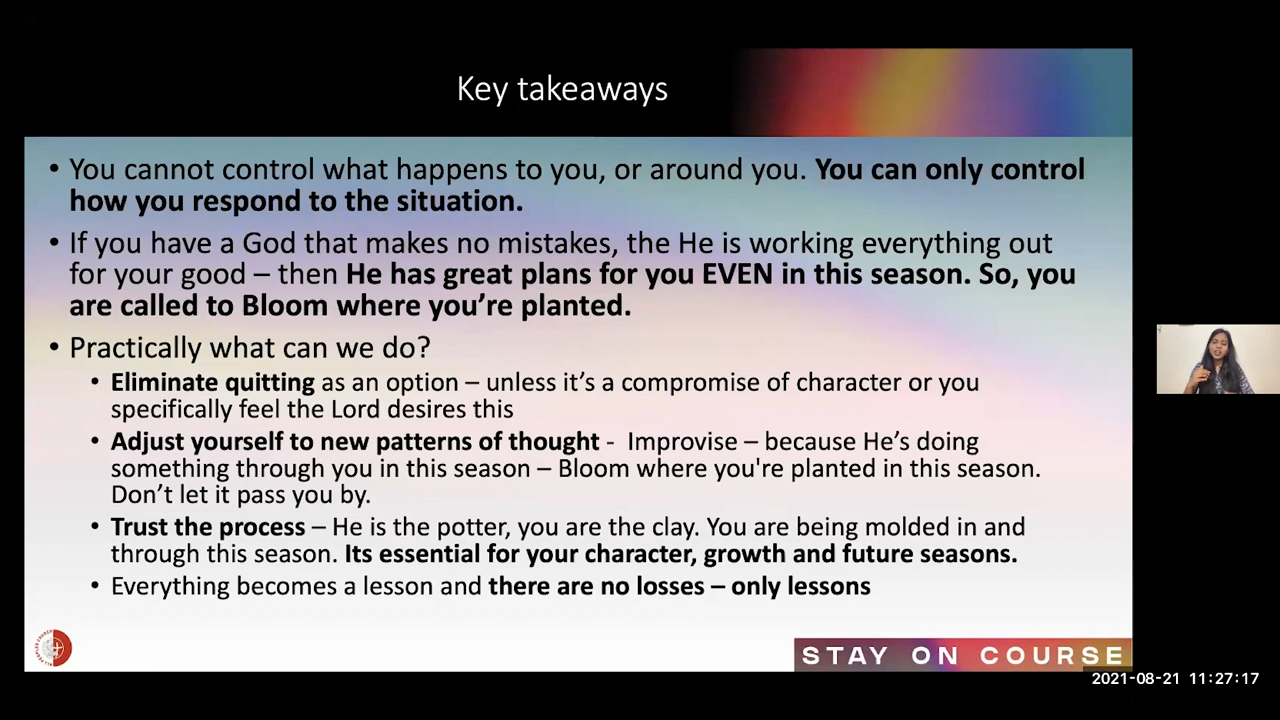 Key takeaways
• You cannot control what happens to you, or around you. You can only control
how you respond to the situation.
• If you have a God that makes no mistakes, the He is working everything out
for your good – then He has great plans for you EVEN in this season. So, you
are called to Bloom where you’re planted.
• Practically what can we do?
• Eliminate quitting as an option – unless it’s a compromise of character or you
specifically feel the Lord desires this
• Adjust yourself to new patterns of thought - Improvise – because He’s doing
something through you in this season – Bloom where you're planted in this season.
Don’t let it pass you by.
• Trust the process – He is the potter, you are the clay. You are being molded in and
through this season. Its essential for your character, growth and future seasons.
• Everything becomes a lesson and there are no losses – only lessons
ALL PEOPLES CHURCH
STAY ON COURSE
2021-08-21 11:27:17